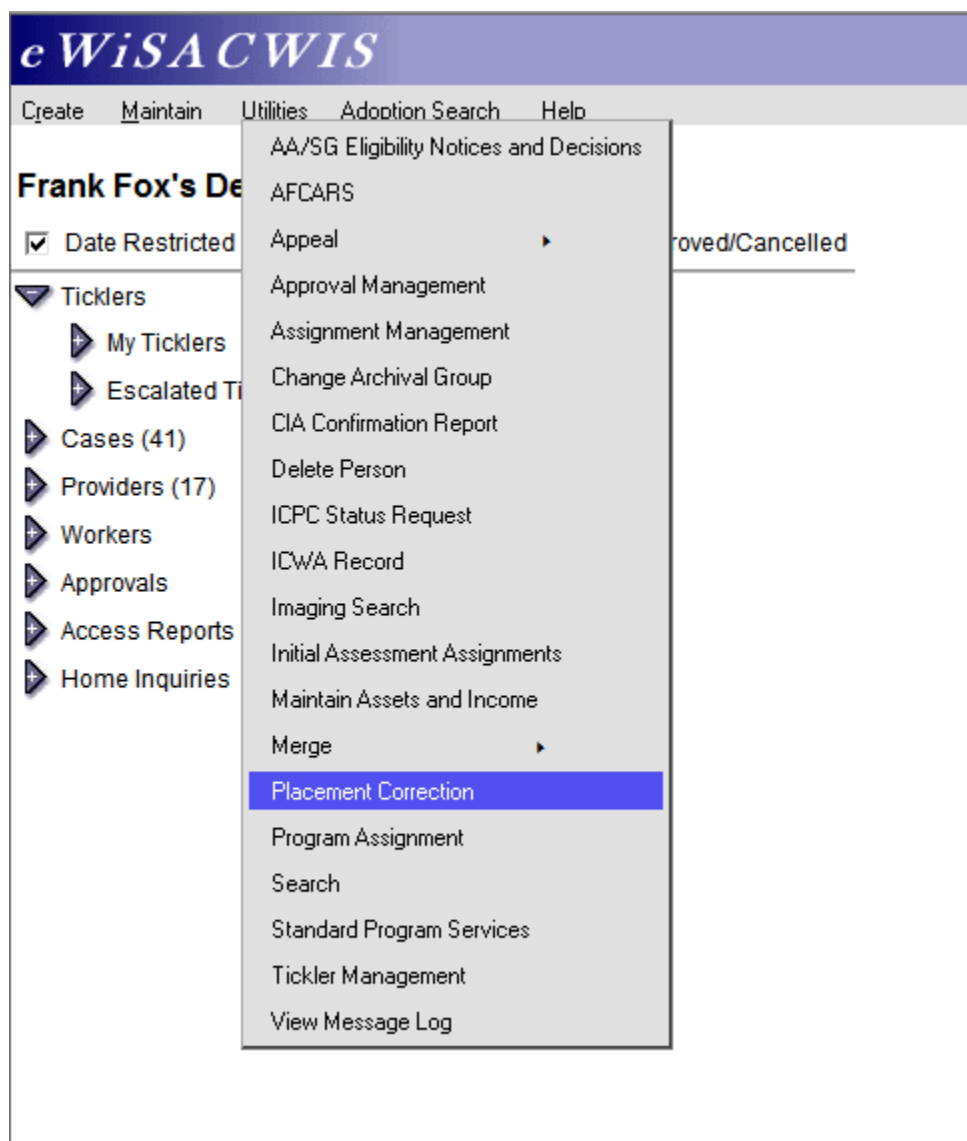 e WiSACWIS
Create Maintain Utilities Adoption Search Help
Frank Fox's De
Date Restricted
roved/Cancelled
Ticklers
My Ticklers
Escalated Ti
Cases (41)
Providers (17)
Workers
Approvals
Access Reports
Home Inquiries
AA/SG Eligibility Notices and Decisions
AFCARS
Appeal
Approval Management
Assignment Management
Change Archival Group
CIA Confirmation Report
Delete Person
ICPC Status Request
ICWA Record
Imaging Search
Initial Assessment Assignments
Maintain Assets and Income
Merge
Placement Correction
Program Assignment
Search
Standard Program Services
Tickler Management
View Message Log